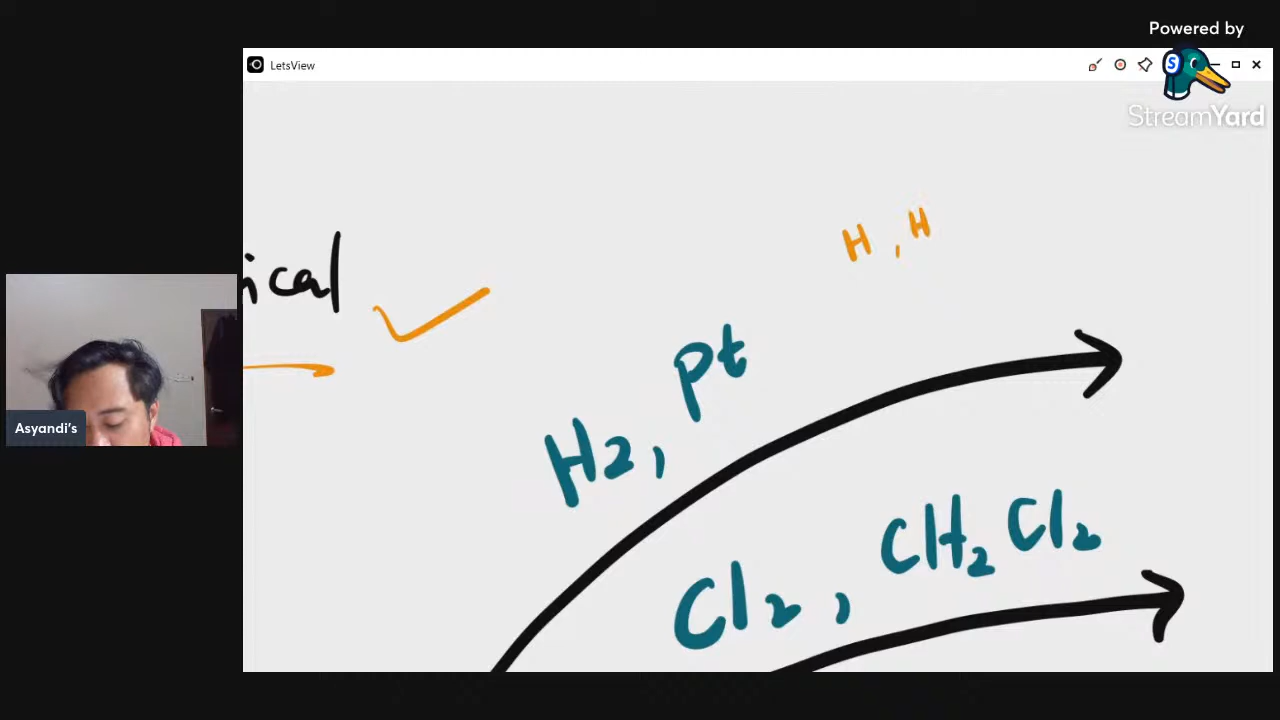 Powered by
LetsView
StreamYard
H, H
ical
pt
H2,
CH2Cl2
Cl2,
Asyandi's